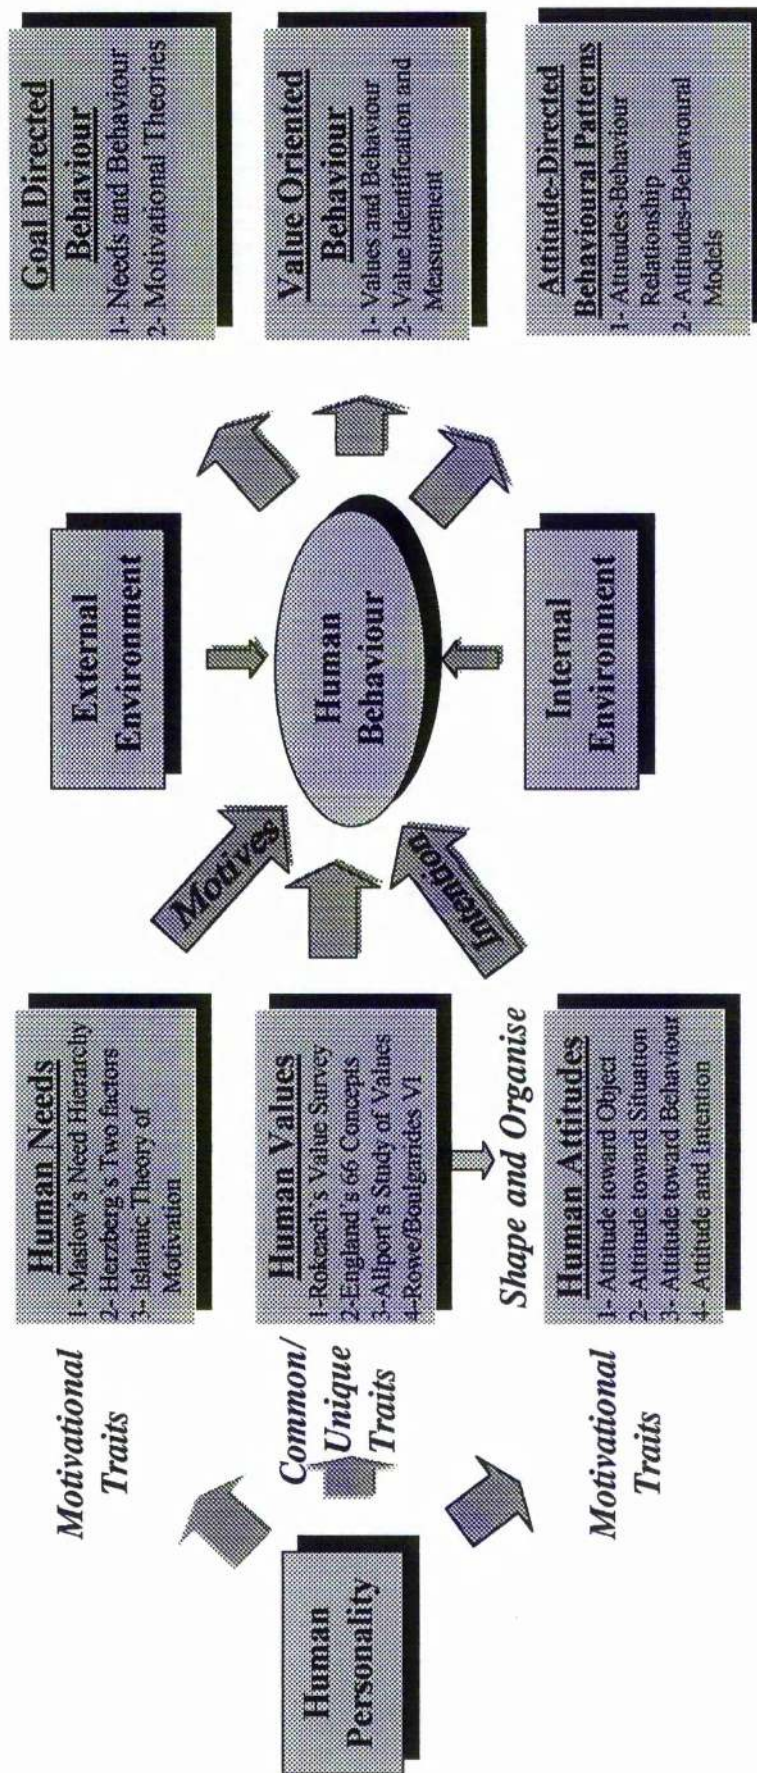 Human
Personality
Motivational
Traits
Common/
Unique
Traits
Motivational
Traits
Human Needs
1- Maslow's Need Hierarchy
2- Herzberg's Two factors
3- Islamic Theory of
Motivation
Human Values
1-Rokeach's Value Survey
2-England's 66 Concepts
3-Allport's Study of Values
4-Rowe/Boulgarides VI
Shape and Organise
Human Attitudes
1- Attitude toward Object
2- Attitude toward Situation
3- Attitude toward Behaviour
4- Attitude and Intention
Motives
Intention
External
Environment
Human
Behaviour
Internal
Environment
Goal Directed
Behaviour
1- Needs and Behaviour
2- Motivational Theories
Value Oriented
Behaviour
1- Values and Behaviour
2- Value Identification and
Measurement
Attitude-Directed
Behavioural Patterns
1- Attitudes-Behaviour
Relationship
2- Attitudes-Behavioural
Models